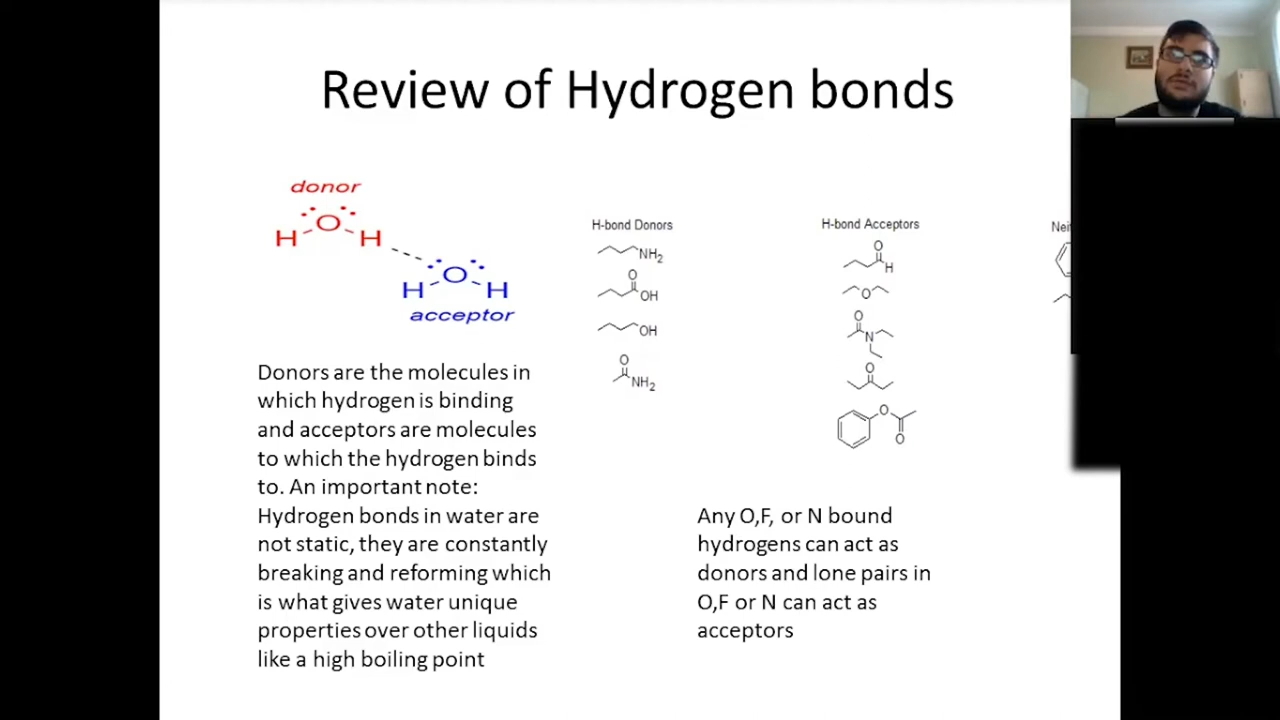 Review of Hydrogen bonds
donor
H O H
H O H
acceptor
H-bond Donors
NH2
O
OH
OH
O
NH2
H-bond Acceptors
O
H
O
O
N
O
O
O
Donors are the molecules in
which hydrogen is binding
and acceptors are molecules
to which the hydrogen binds
to. An important note:
Hydrogen bonds in water are
not static, they are constantly
breaking and reforming which
is what gives water unique
properties over other liquids
like a high boiling point
Any O,F, or N bound
hydrogens can act as
donors and lone pairs in
O,F or N can act as
acceptors